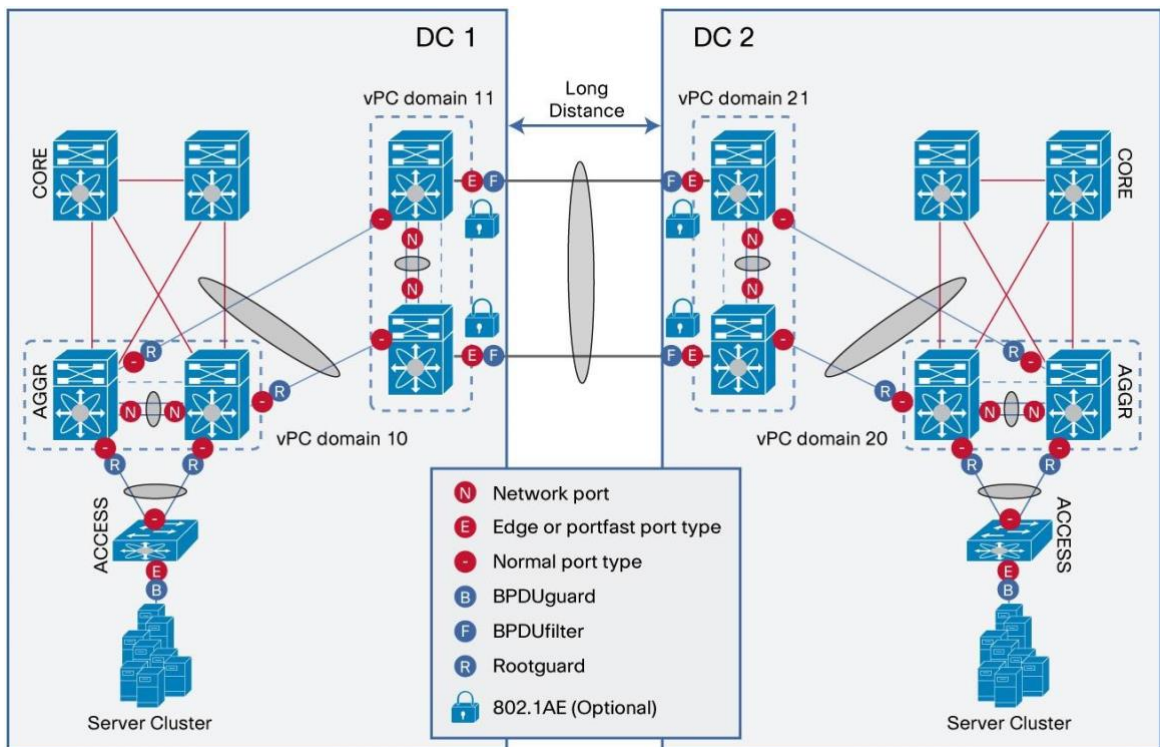 DC 1
DC 2
vPC domain 11
Long
Distance
vPC domain 21
CORE
CORE
E
F
F
E
-
-
N
N
N
N
R
R
-
-
-
-
E
F
F
E
AGGR
AGGR
-
R
R
-
N
N
N
N
vPC domain 10
vPC domain 20
-
-
-
-
R
R
R
R
ACCESS
ACCESS
-
-
E
E
B
B
N Network port
E Edge or portfast port type
- Normal port type
B BPDUguard
F BPDUfilter
R Rootguard
802.1AE (Optional)
Server Cluster
Server Cluster